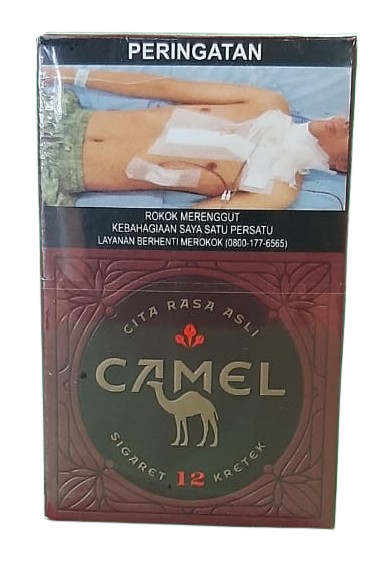 PERINGATAN
ROKOK MERENGGUT
KEBAHAGIAAN SAYA SATU PERSATU
LAYANAN BERHENTI MEROKOK (0800-177-6565)
CITA RASA ASLI
CAMEL
SIGARET 12 KRETEK